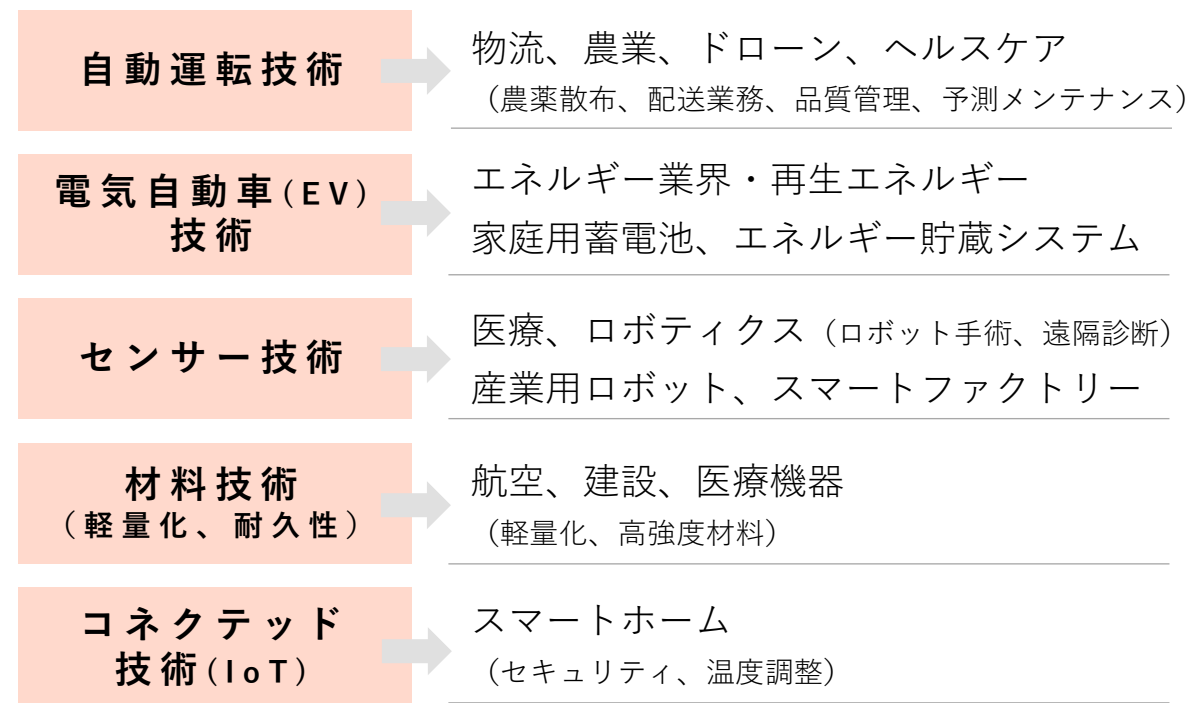 自動運転技術
物流、農業、ドローン、ヘルスケア
（農薬散布、配送業務、品質管理、予測メンテナンス）
電気自動車(EV)
技術
エネルギー業界・再生エネルギー
家庭用蓄電池、エネルギー貯蔵システム
センサー技術
医療、ロボティクス（ロボット手術、遠隔診断）
産業用ロボット、スマートファクトリー
材料技術
（軽量化、耐久性）
航空、建設、医療機器
（軽量化、高強度材料）
コネクテッド
技術(IoT)
スマートホーム
（セキュリティ、温度調整）